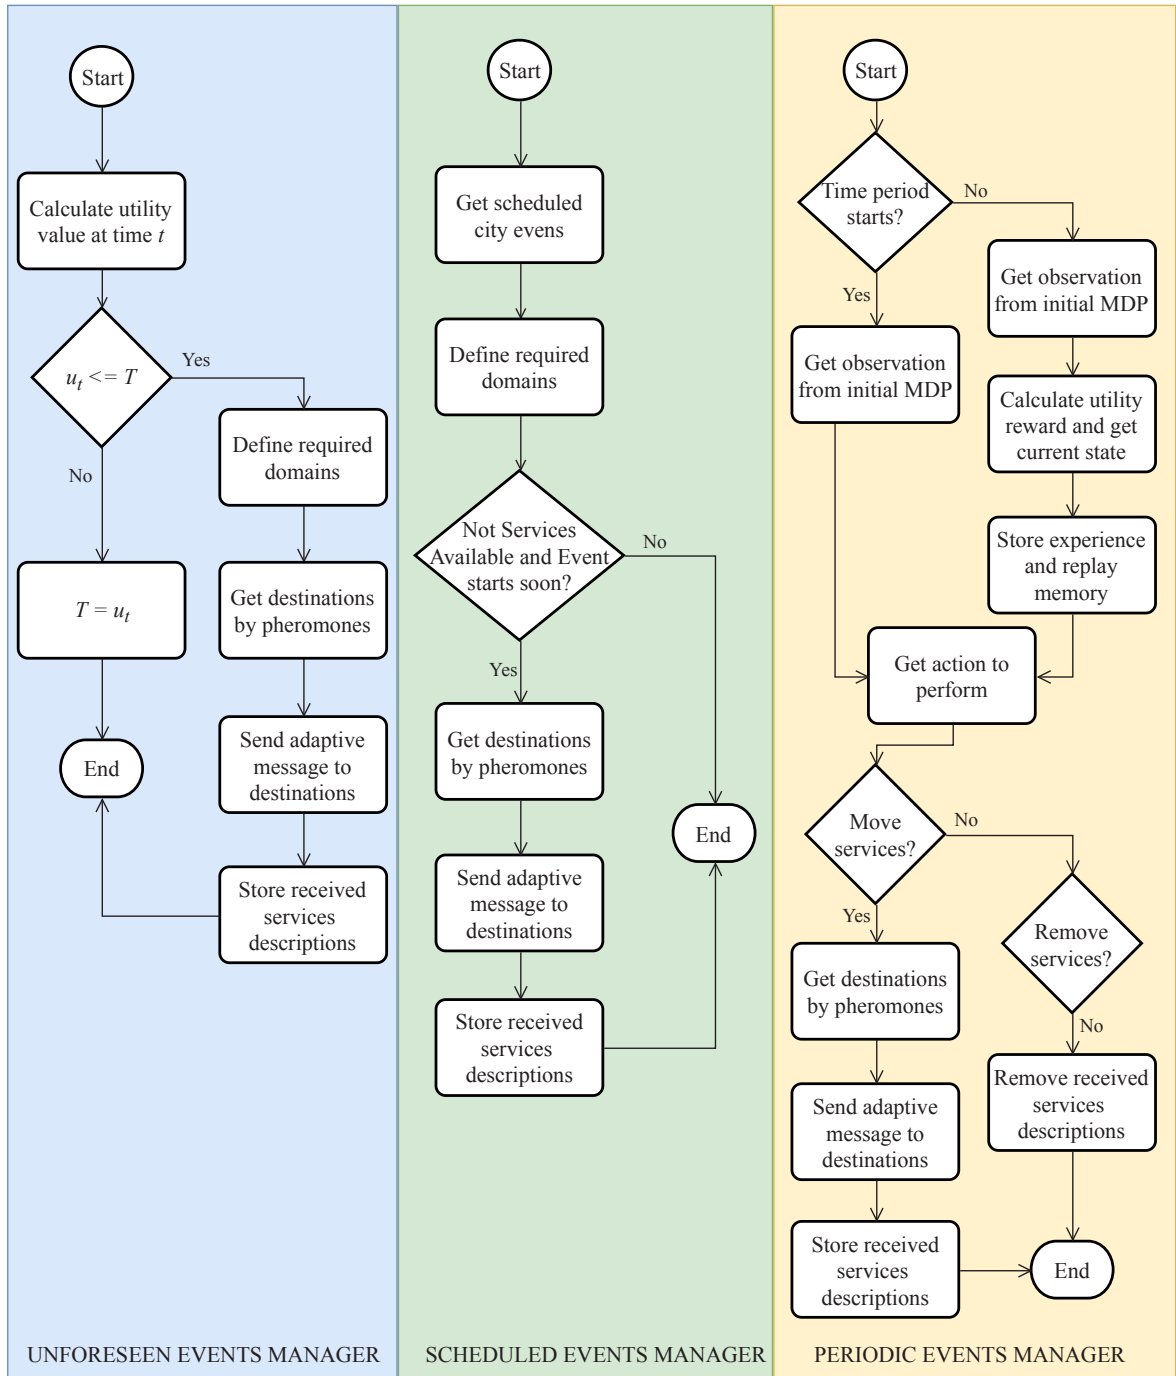 Start
Calculate utility
value at time t
u_t <= T
Yes
No
Define required
domains
T = u_t
Get destinations
by pheromones
Send adaptive
message to
destinations
End
Store received
services
descriptions
UNFORESEEN EVENTS MANAGER
Start
Get scheduled
city evens
Define required
domains
Not Services
Available and Event
starts soon?
No
Yes
Get destinations
by pheromones
End
Send adaptive
message to
destinations
Store received
services
descriptions
SCHEDULED EVENTS MANAGER
Start
Time period
starts?
No
Yes
Get observation
from initial MDP
Get observation
from initial MDP
Calculate utility
reward and get
current state
Store experience
and replay
memory
Get action to
perform
Move
services?
No
Yes
Remove
services?
Get destinations
by pheromones
No
Remove received
services
descriptions
Send adaptive
message to
destinations
Store received
services
descriptions
End
PERIODIC EVENTS MANAGER